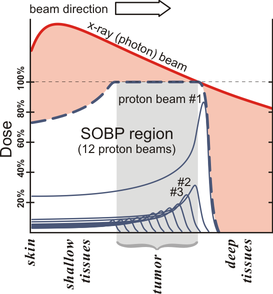 beam direction
x-ray (photon) beam
100%
proton beam #1
80%
SOBP region
(12 proton beams)
60%
Dose
40%
#2
#3
20%
skin
shallow
tissues
tumor
deep
tissues